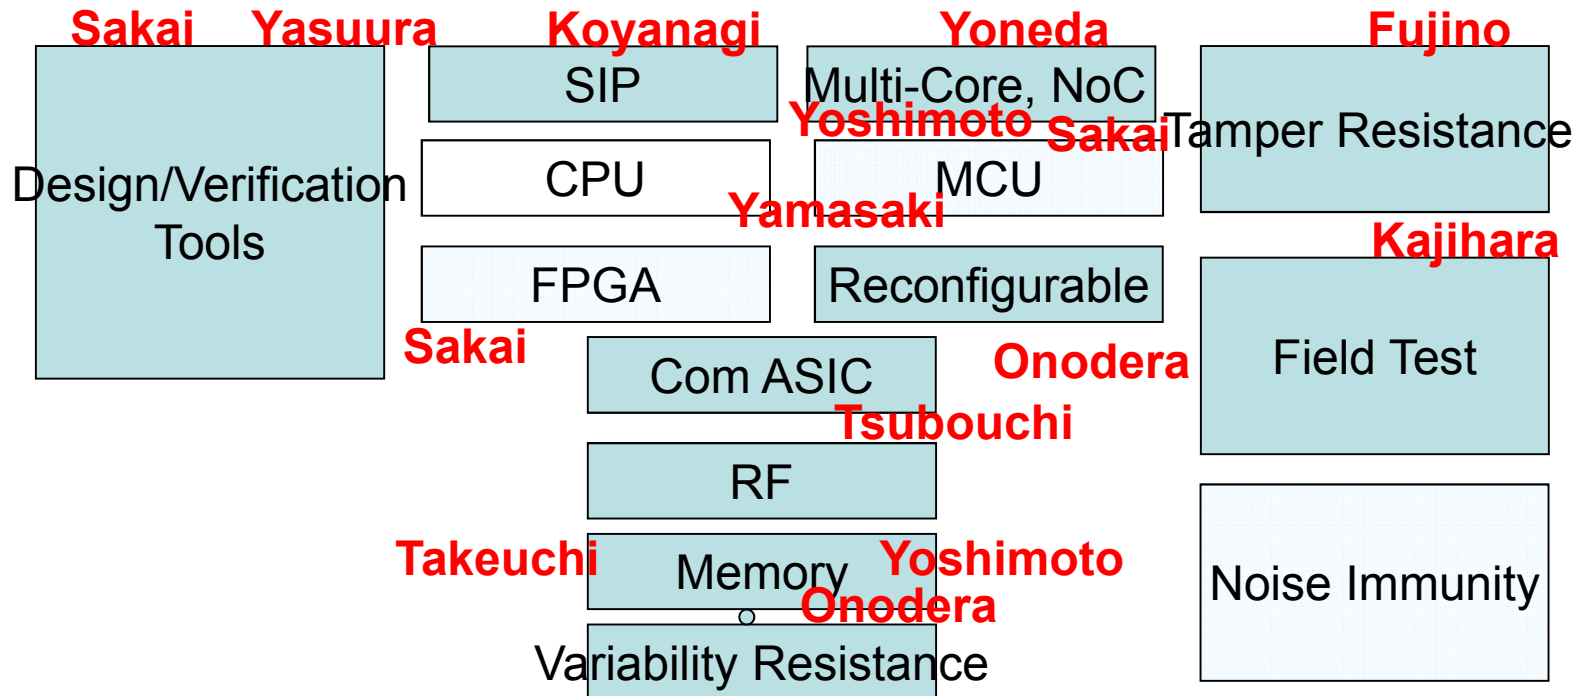 Sakai Yasuura Koyanagi Yoneda Fujino
SIP
Multi-Core, NoC
Yoshimoto
Sakai
Tamper Resistance
Design/Verification
Tools
CPU
MCU
Yamasaki
Kajihara
FPGA
Reconfigurable
Sakai
Onodera
Field Test
Com ASIC
Tsubouchi
RF
Takeuchi
Memory
Yoshimoto
Onodera
Noise Immunity
Variability Resistance